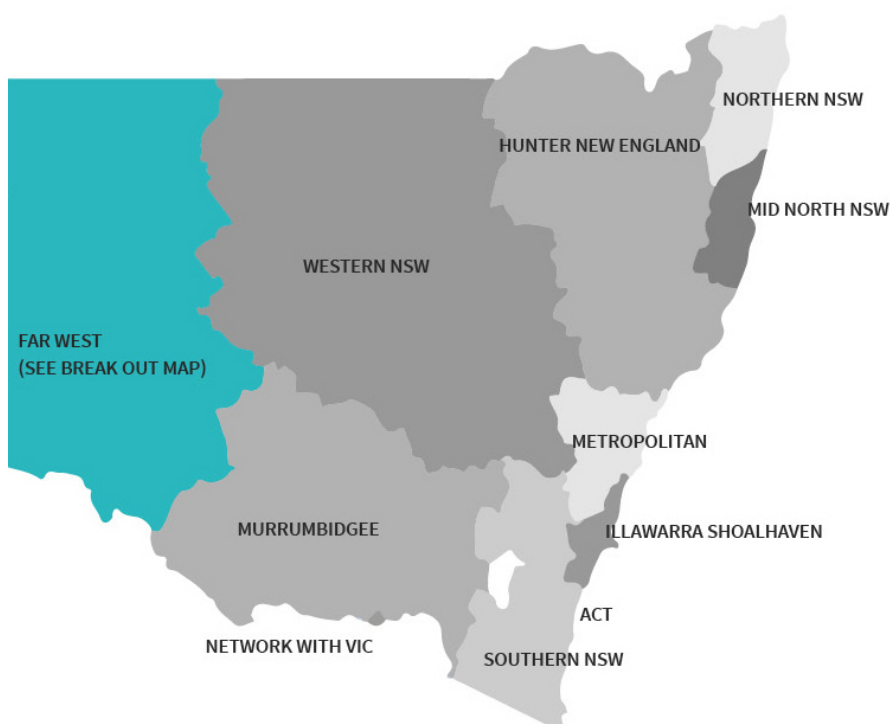 NORTHERN NSW
HUNTER NEW ENGLAND
MID NORTH NSW
WESTERN NSW
FAR WEST
(SEE BREAK OUT MAP)
METROPOLITAN
MURRUMBIDGEE
ILLAWARRA SHOALHAVEN
ACT
NETWORK WITH VIC
SOUTHERN NSW